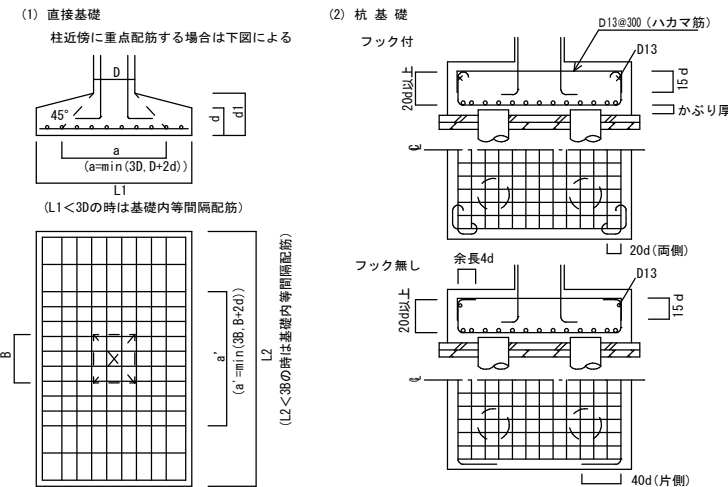 (1) 直接基礎
柱近傍に重点配筋する場合は下図による
D
45°
d
d1
a
(a=min(3D,D+2d))
L1
(L1＜3Dの時は基礎内等間隔配筋)
B
a'
(a'=min(3B,B+2d))
L2
(L2＜3Bの時は基礎内等間隔配筋)
(2) 杭基礎
フック付
D13@300 (ハカマ筋)
D13
20d以上
15d
かぶり厚
℄
20d(両側)
フック無し
余長4d
D13
20d以上
15d
℄
40d(片側)